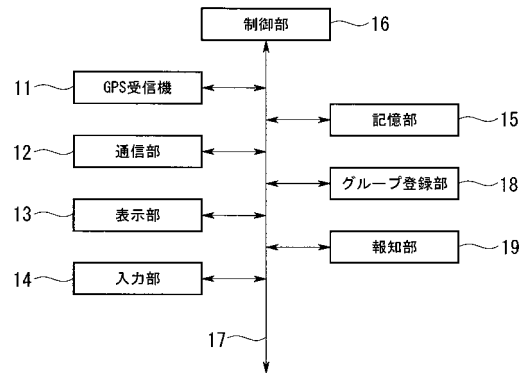 制御部 16
11 GPS受信機
記憶部 15
12 通信部
グループ登録部 18
13 表示部
報知部 19
14 入力部
17